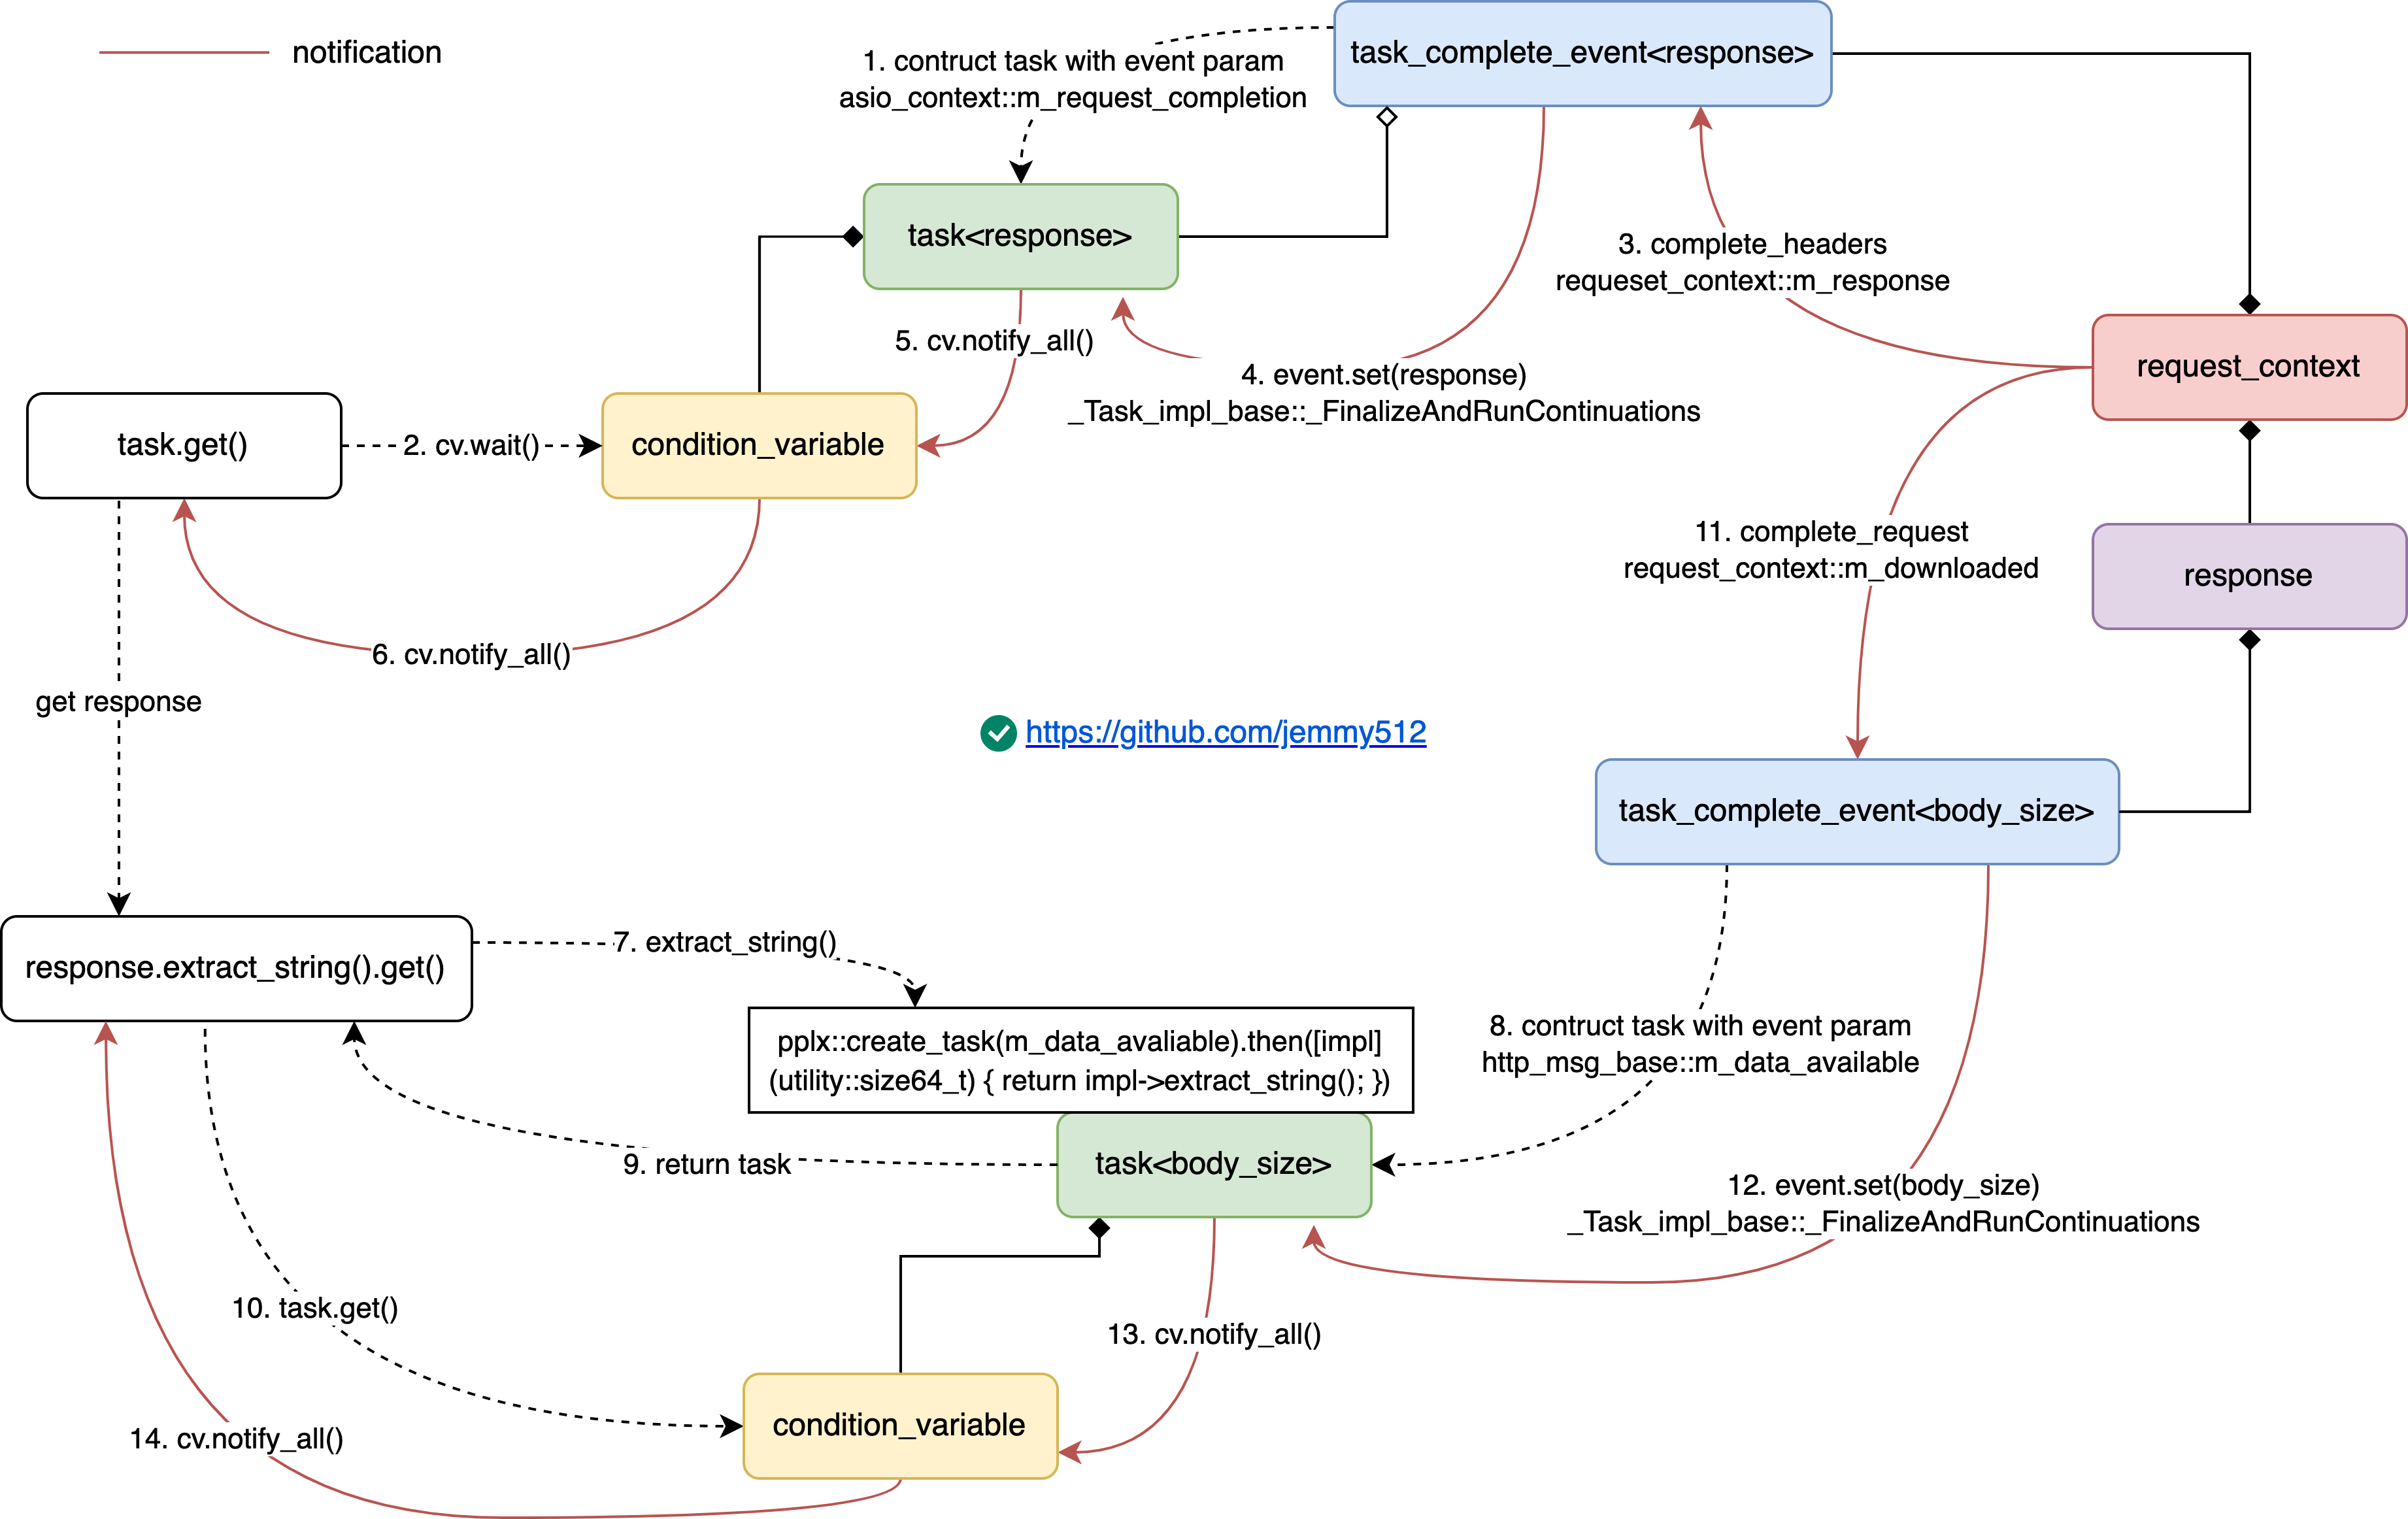 notification
task_complete_event<response>
1. contruct task with event param
asio_context::m_request_completion
task<response>
3. complete_headers
requeset_context::m_response
5. cv.notify_all()
request_context
4. event.set(response)
_Task_impl_base::_FinalizeAndRunContinuations
task.get()
2. cv.wait()
condition_variable
11. complete_request
request_context::m_downloaded
response
6. cv.notify_all()
get response
https://github.com/jemmy512
task_complete_event<body_size>
7. extract_string()
response.extract_string().get()
8. contruct task with event param
http_msg_base::m_data_available
pplx::create_task(m_data_avaliable).then([impl]
(utility::size64_t) { return impl->extract_string(); })
9. return task
task<body_size>
12. event.set(body_size)
_Task_impl_base::_FinalizeAndRunContinuations
10. task.get()
13. cv.notify_all()
condition_variable
14. cv.notify_all()